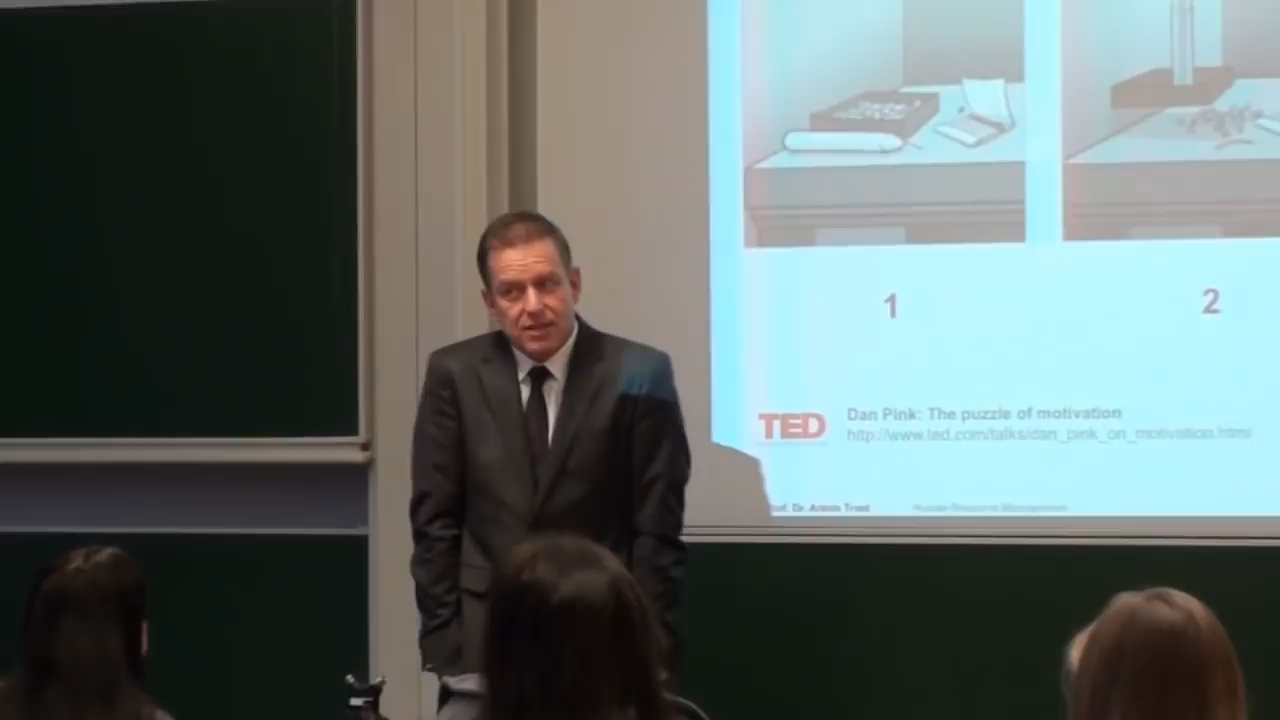 1
2
TED
Dan Pink: The puzzle of motivation
http://www.ted.com/talks/dan_pink_on_motivation.html
Dr. Armin Trost
Human Resource Management